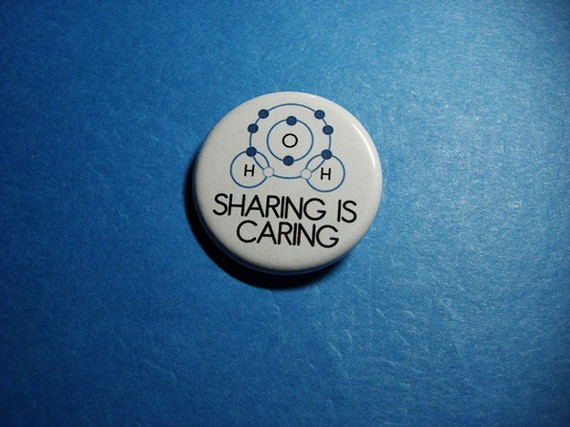 O
H H
SHARING IS
CARING